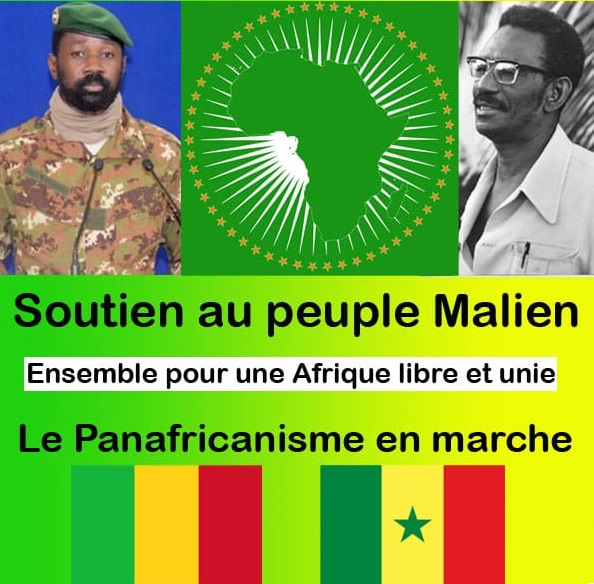 Soutien au peuple Malien
Ensemble pour une Afrique libre et unie
Le Panafricanisme en marche